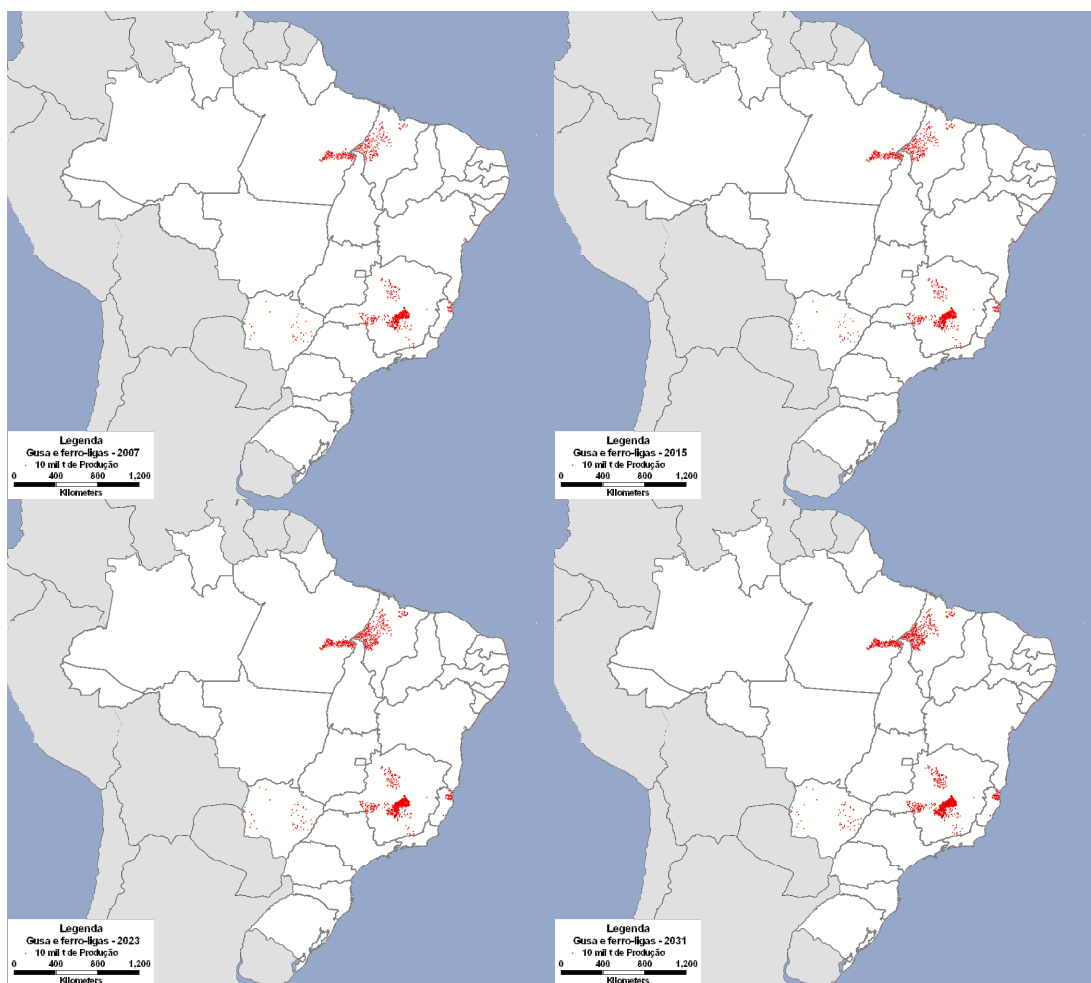 Legenda
Gusa e ferro-ligas - 2007
10 mil t de Produção
0 400 800 1,200
Kilometers
Legenda
Gusa e ferro-ligas - 2015
10 mil t de Produção
0 400 800 1,200
Kilometers
Legenda
Gusa e ferro-ligas - 2023
10 mil t de Produção
0 400 800 1,200
Kilometers
Legenda
Gusa e ferro-ligas - 2031
10 mil t de Produção
0 400 800 1,200
Kilometers